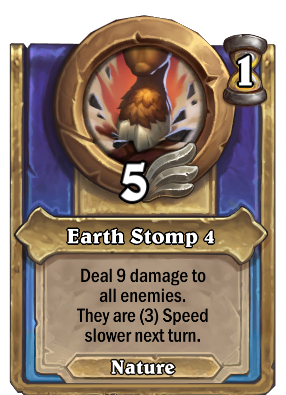 1
5
Earth Stomp 4
Deal 9 damage to
all enemies.
They are (3) Speed
slower next turn.
Nature